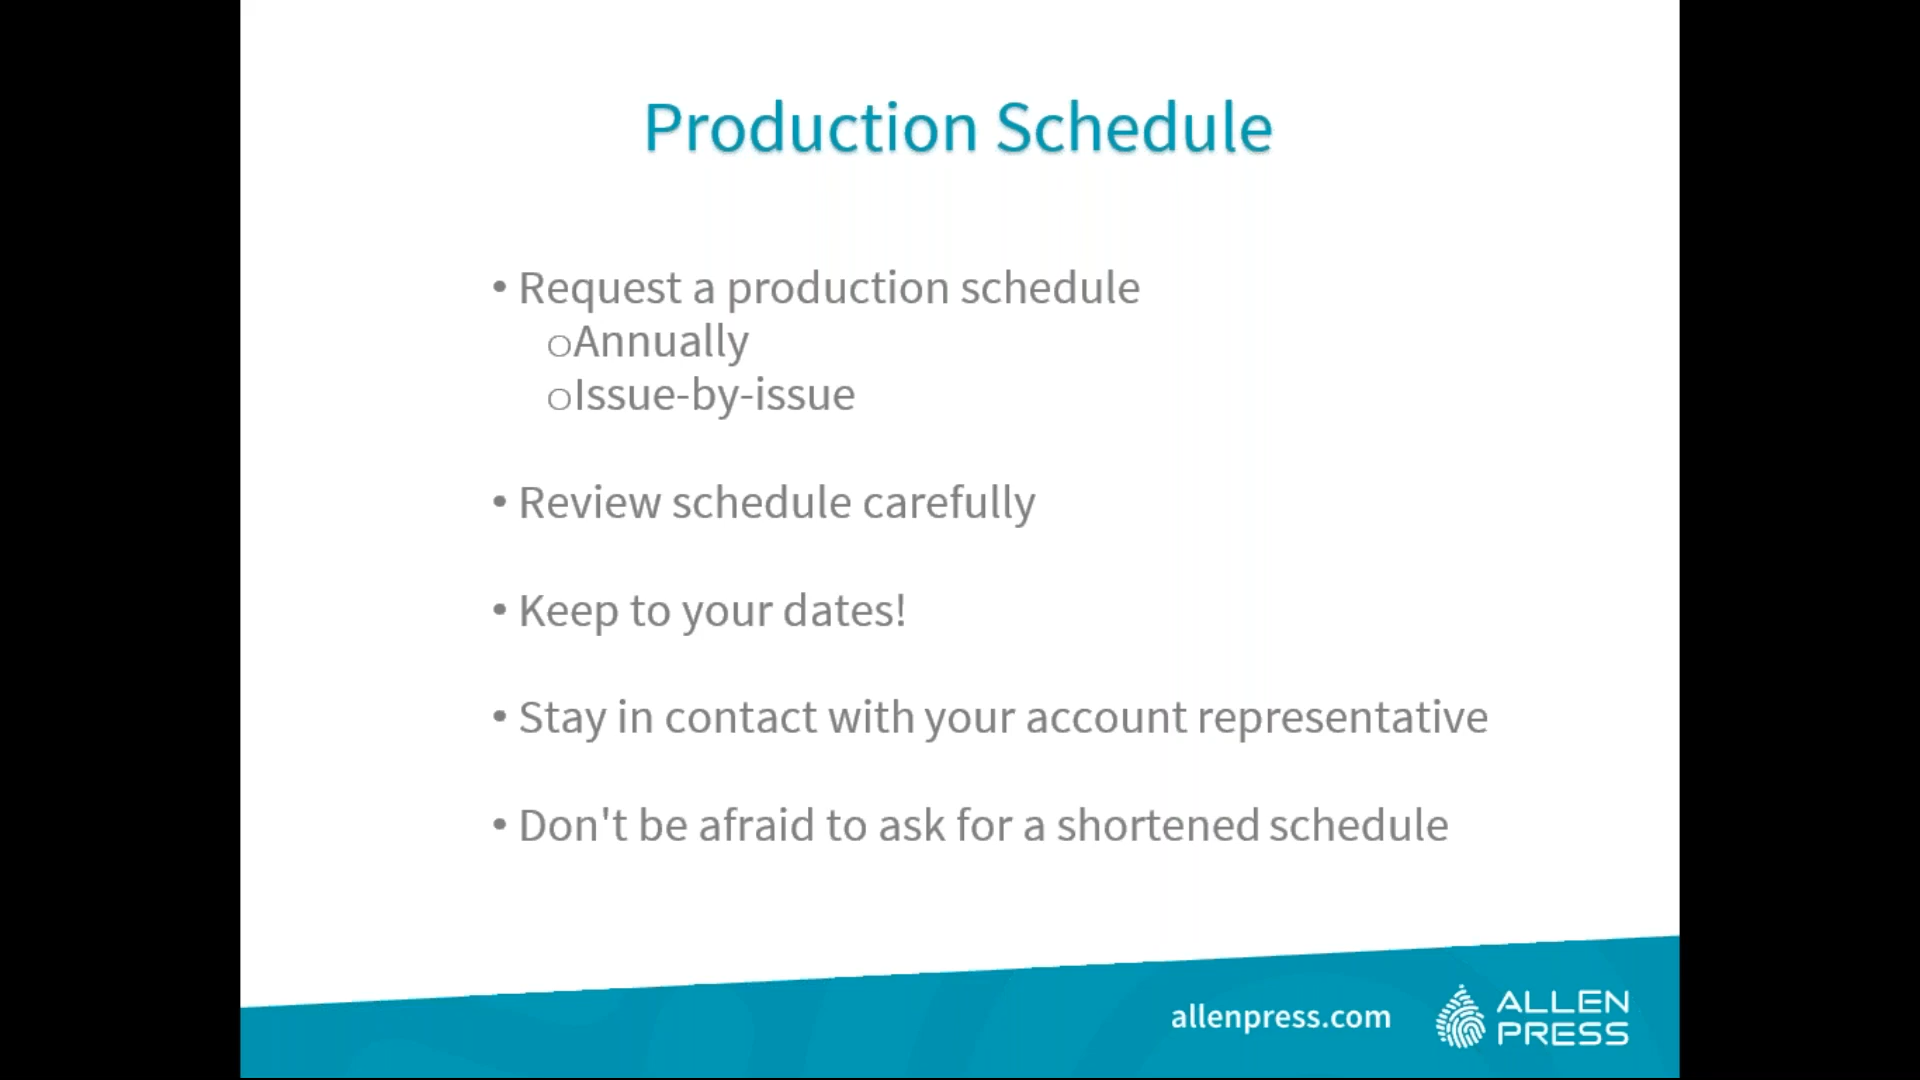 Production Schedule
• Request a production schedule
oAnnually
oIssue-by-issue
• Review schedule carefully
• Keep to your dates!
• Stay in contact with your account representative
• Don't be afraid to ask for a shortened schedule
allenpress.com
ALLEN
PRESS